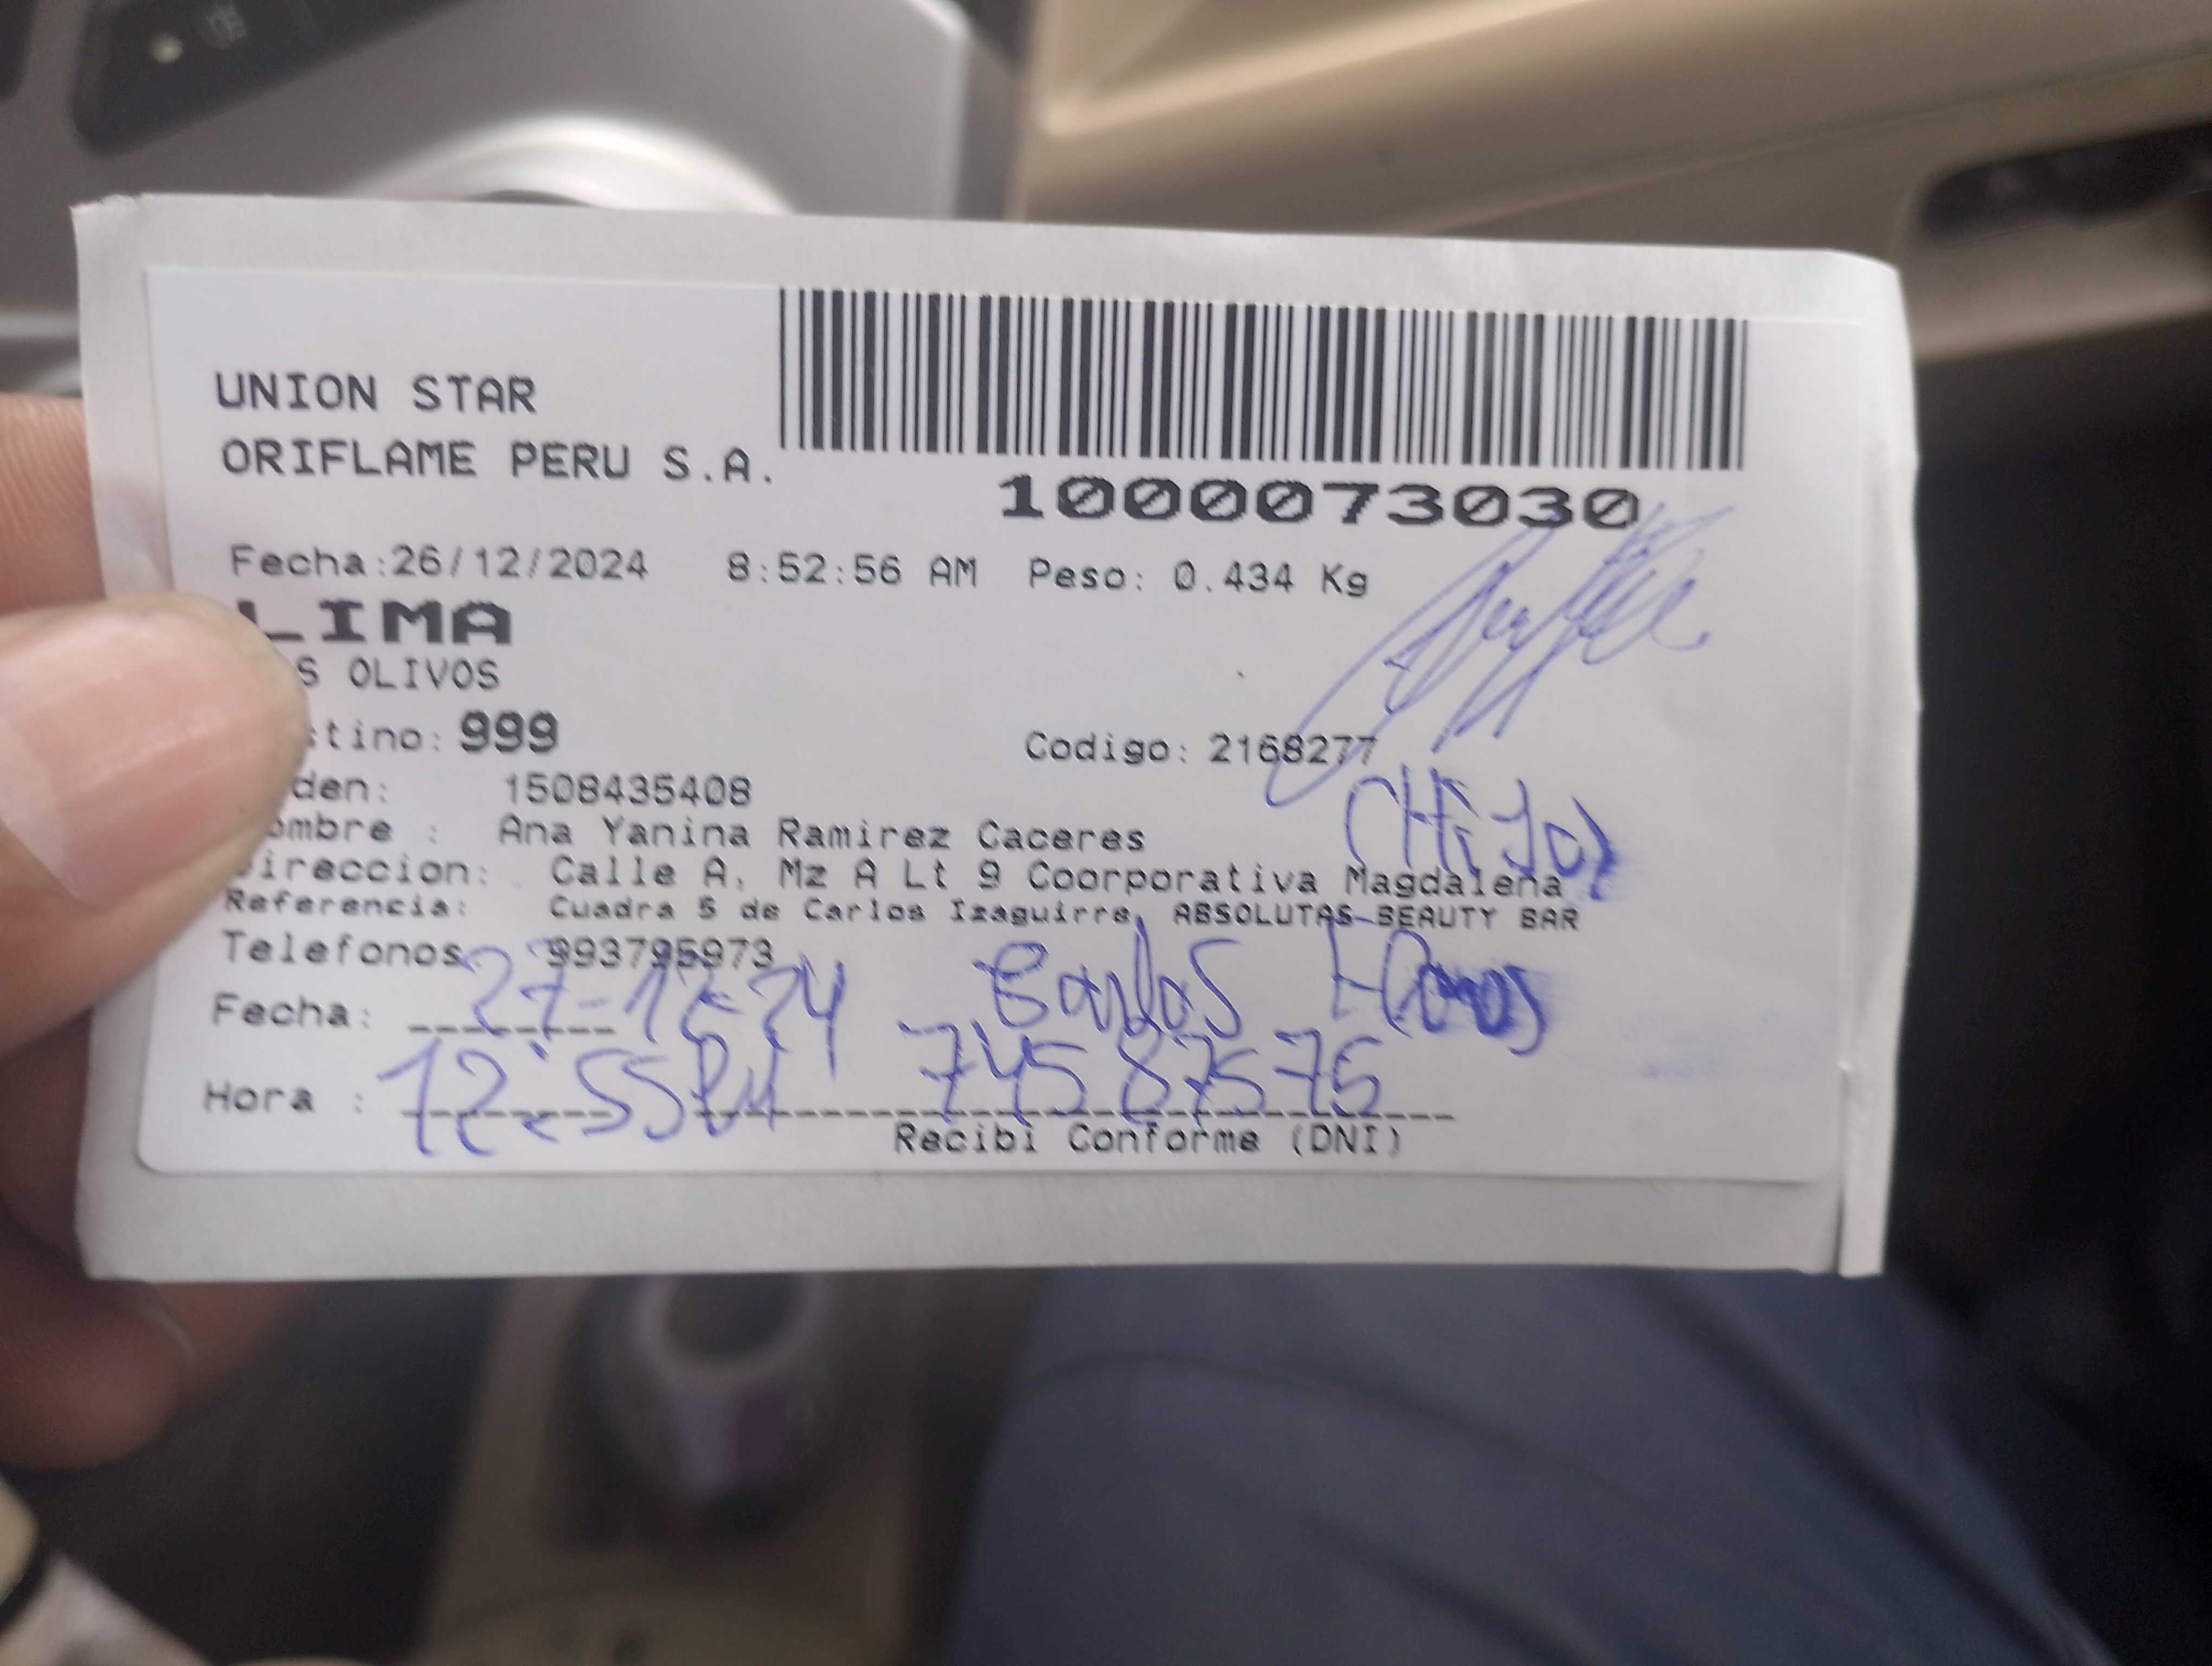 UNION STAR
ORIFLAME PERU S.A.
1000073030
Fecha:26/12/2024 8:52:56 AM Peso: 0.434 Kg
LIMA
S OLIVOS
stino: 999 Codigo: 2168277
den: 1508435408
(Hijo)
ombre : Ana Yanina Ramirez Caceres
Direccion: Calle A, Mz A Lt 9 Coorporativa Magdalena
Referencia: Cuadra 5 de Carlos Izaguirre, ABSOLUTAS BEAUTY BAR
Telefonos: 993795973
Fecha: 27-12-24 Carlos
Hora : 12:55PM 74587575
Recibi Conforme (DNI)